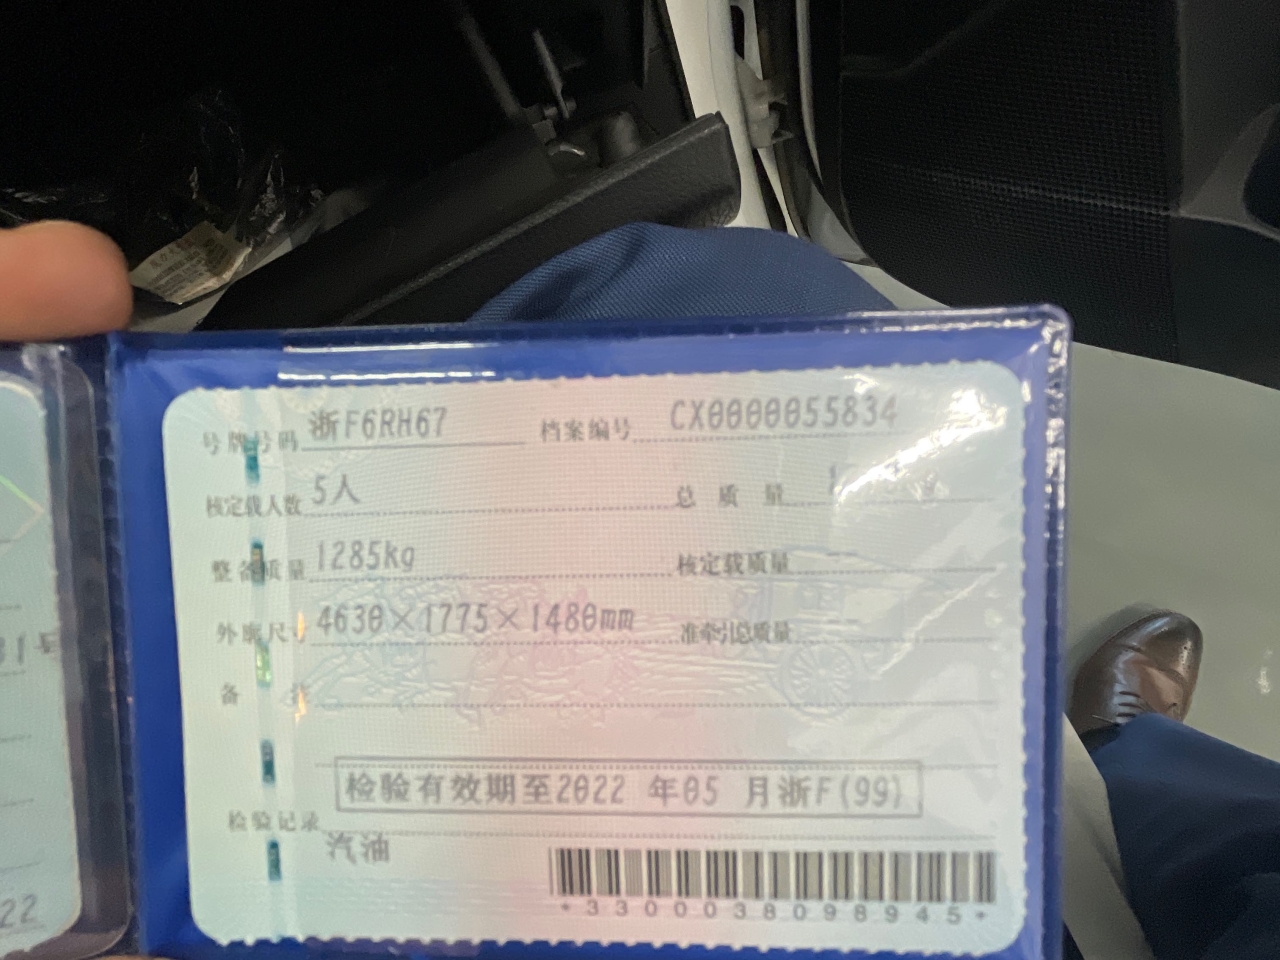 号牌号码 浙F6RH67 档案编号 CX0000055834
核定载人数 5人 总质量
整备质量 1285kg 核定载质量
外廓尺寸 4630×1775×1480mm 准牵引总质量
备
检验有效期至2022 年05 月浙F(99)
检验记录
汽油
*3300038098945*
22